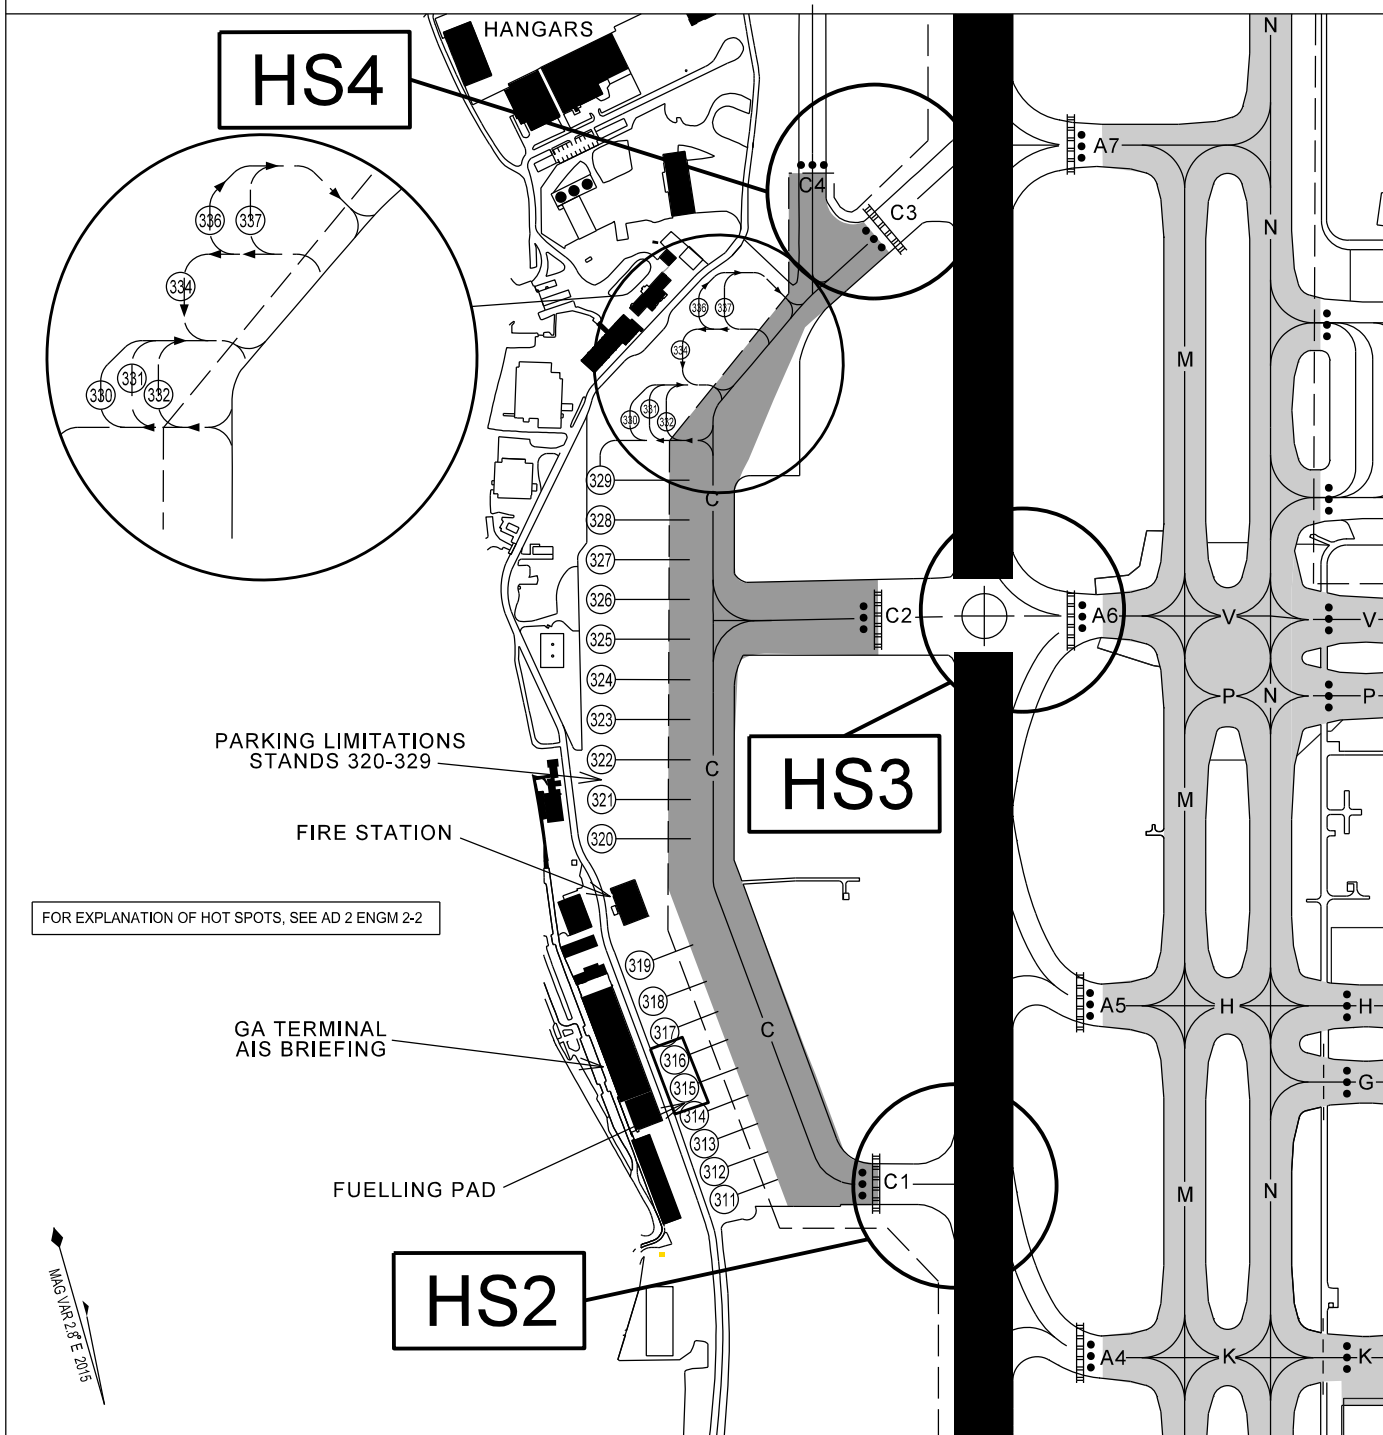 HANGARS
N
HS4
A7
C4
C3
336
337
N
334
336
337
334
M
331
330
332
331
330
332
329
C
328
327
326
C2
A6
V
V
325
324
P
N
P
323
PARKING LIMITATIONS
STANDS 320-329
322
C
HS3
321
M
FIRE STATION
320
FOR EXPLANATION OF HOT SPOTS, SEE AD 2 ENGM 2-2
319
318
A5
H
H
GA TERMINAL
AIS BRIEFING
317
C
316
315
G
314
313
312
FUELLING PAD
311
C1
M
N
HS2
MAG VAR 2.8° E 2015
A4
K
K